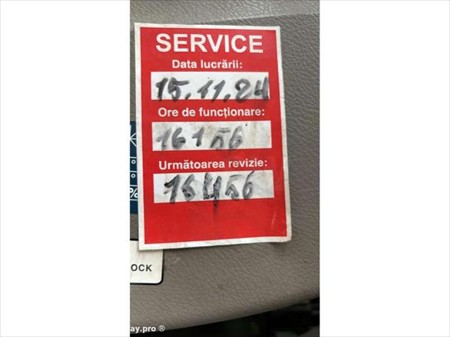 SERVICE
Data lucrării:
15.11.24
Ore de funcționare:
16156
Următoarea revizie:
16456
OCK
ay.pro ®